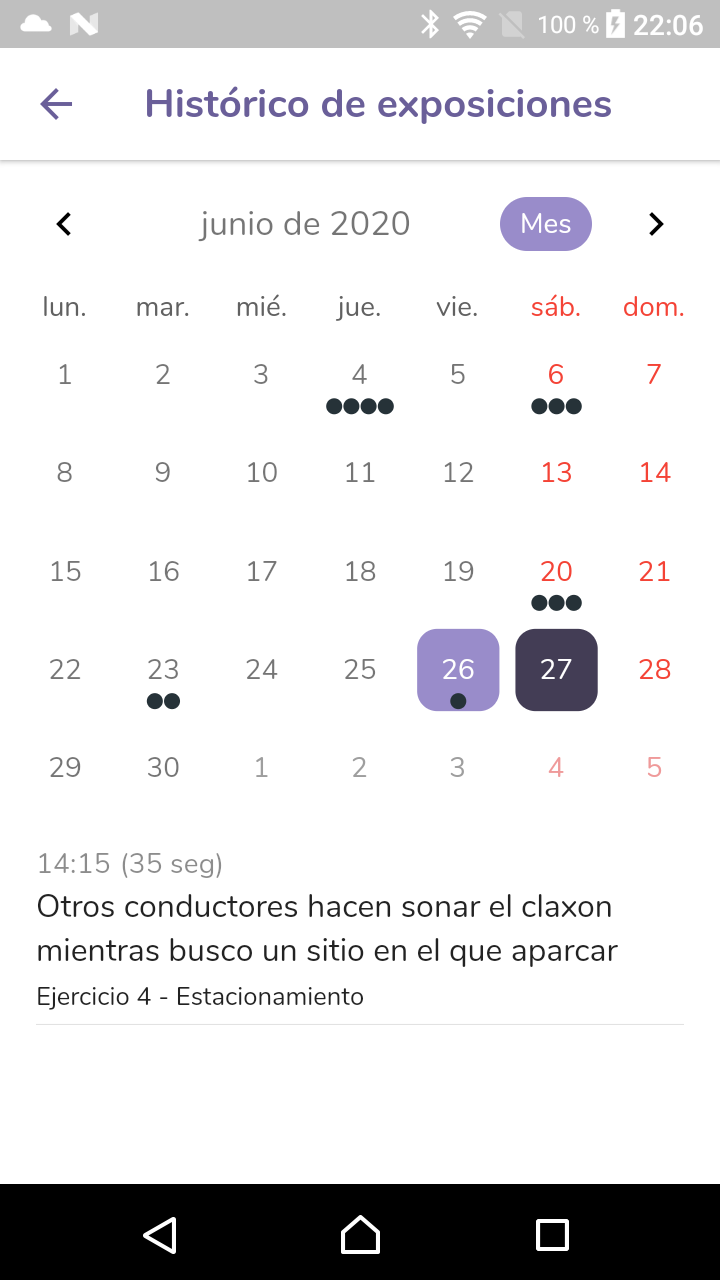 100 % 22:06
Histórico de exposiciones
junio de 2020 Mes
lun. mar. mié. jue. vie. sáb. dom.
1 2 3 4 5 6 7
8 9 10 11 12 13 14
15 16 17 18 19 20 21
22 23 24 25 26 27 28
29 30 1 2 3 4 5
14:15 (35 seg)
Otros conductores hacen sonar el claxon
mientras busco un sitio en el que aparcar
Ejercicio 4 - Estacionamiento